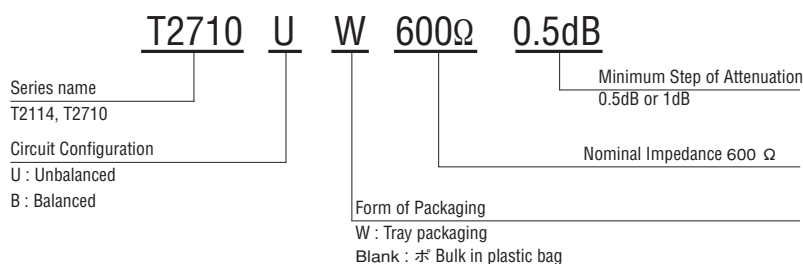 T2710 U W 600Ω 0.5dB
Series name
T2114, T2710
Circuit Configuration
U : Unbalanced
B : Balanced
Minimum Step of Attenuation
0.5dB or 1dB
Nominal Impedance 600 Ω
Form of Packaging
W : Tray packaging
Blank : ポ Bulk in plastic bag